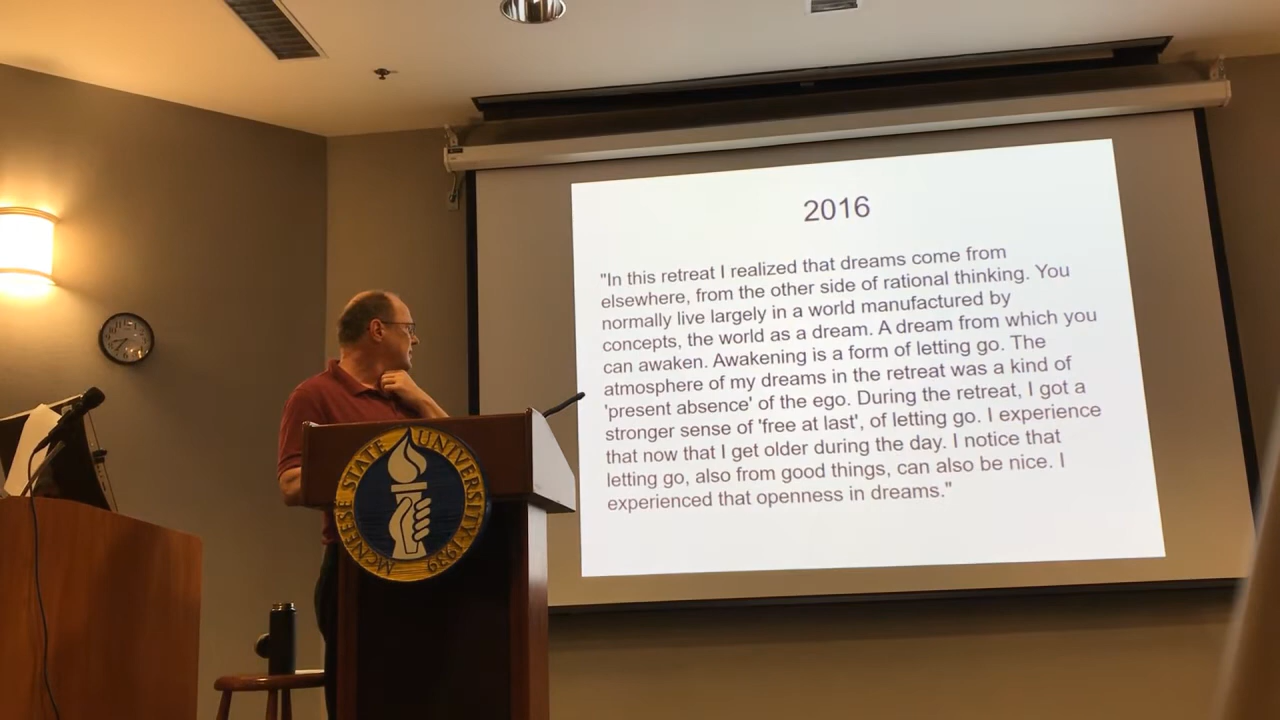 2016
"In this retreat I realized that dreams come from
elsewhere, from the other side of rational thinking. You
normally live largely in a world manufactured by
concepts, the world as a dream. A dream from which you
can awaken. Awakening is a form of letting go. The
atmosphere of my dreams in the retreat was a kind of
'present absence' of the ego. During the retreat, I got a
stronger sense of 'free at last', of letting go. I experience
that now that I get older during the day. I notice that
letting go, also from good things, can also be nice. I
experienced that openness in dreams."
MCNEESE STATE UNIVERSITY 1939